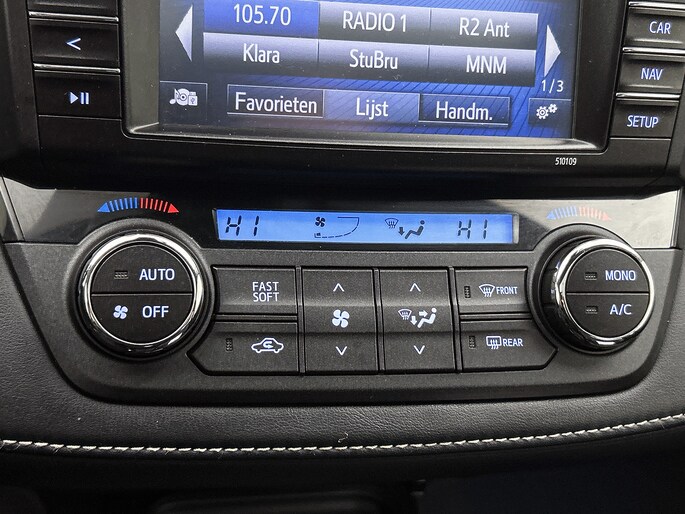 105.70 RADIO 1 R2 Ant
Klara StuBru MNM
1/3
Favorieten Lijst Handm.
CAR
NAV
SETUP
510109
HI HI
AUTO
OFF
FAST
SOFT
FRONT
REAR
MONO
A/C